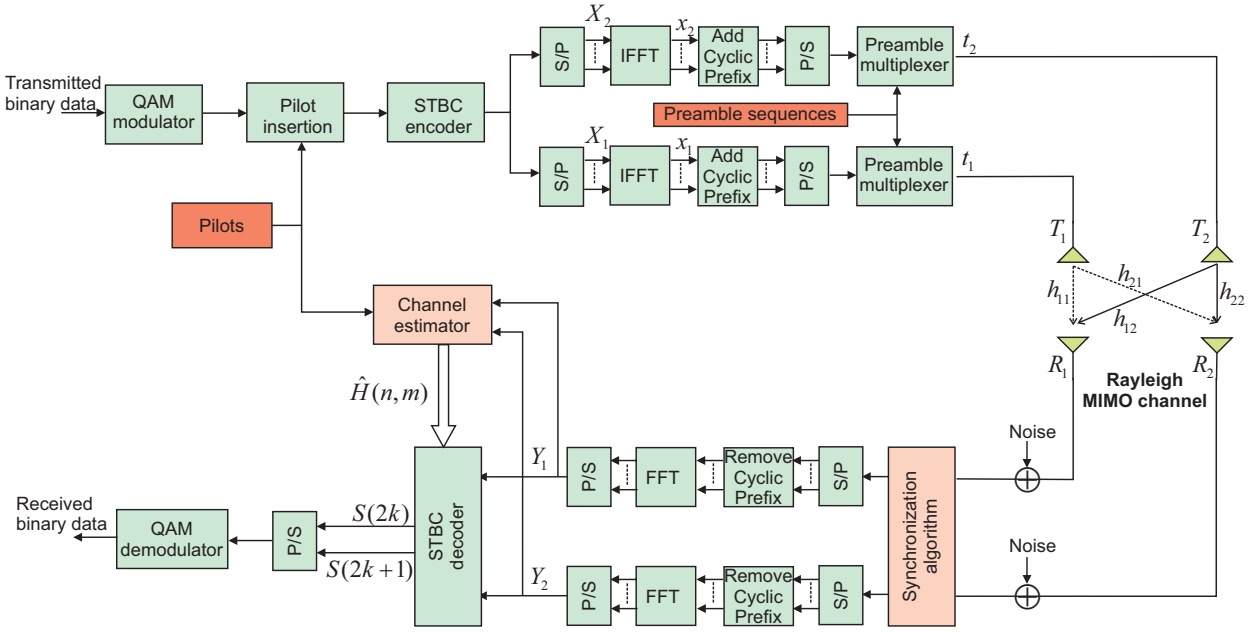 Transmitted
binary data
QAM
modulator
Pilot
insertion
STBC
encoder
S/P
X₂
IFFT
x₂
Add
Cyclic
Prefix
P/S
Preamble
multiplexer
t₂
Preamble sequences
S/P
X₁
IFFT
x₁
Add
Cyclic
Prefix
P/S
Preamble
multiplexer
t₁
Pilots
T₁
T₂
h₁₁
h₂₁
h₁₂
h₂₂
R₁
R₂
Rayleigh
MIMO channel
Channel
estimator
Ĥ(n,m)
Noise
Noise
Synchronization
algorithm
S/P
Remove
Cyclic
Prefix
FFT
P/S
Y₁
S/P
Remove
Cyclic
Prefix
FFT
P/S
Y₂
STBC
decoder
S(2k)
S(2k+1)
P/S
QAM
demodulator
Received
binary data